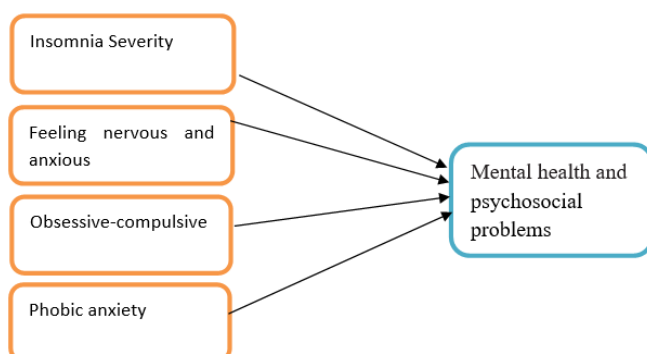 Insomnia Severity
Feeling nervous and
anxious
Obsessive-compulsive
Phobic anxiety
Mental health and
psychosocial
problems